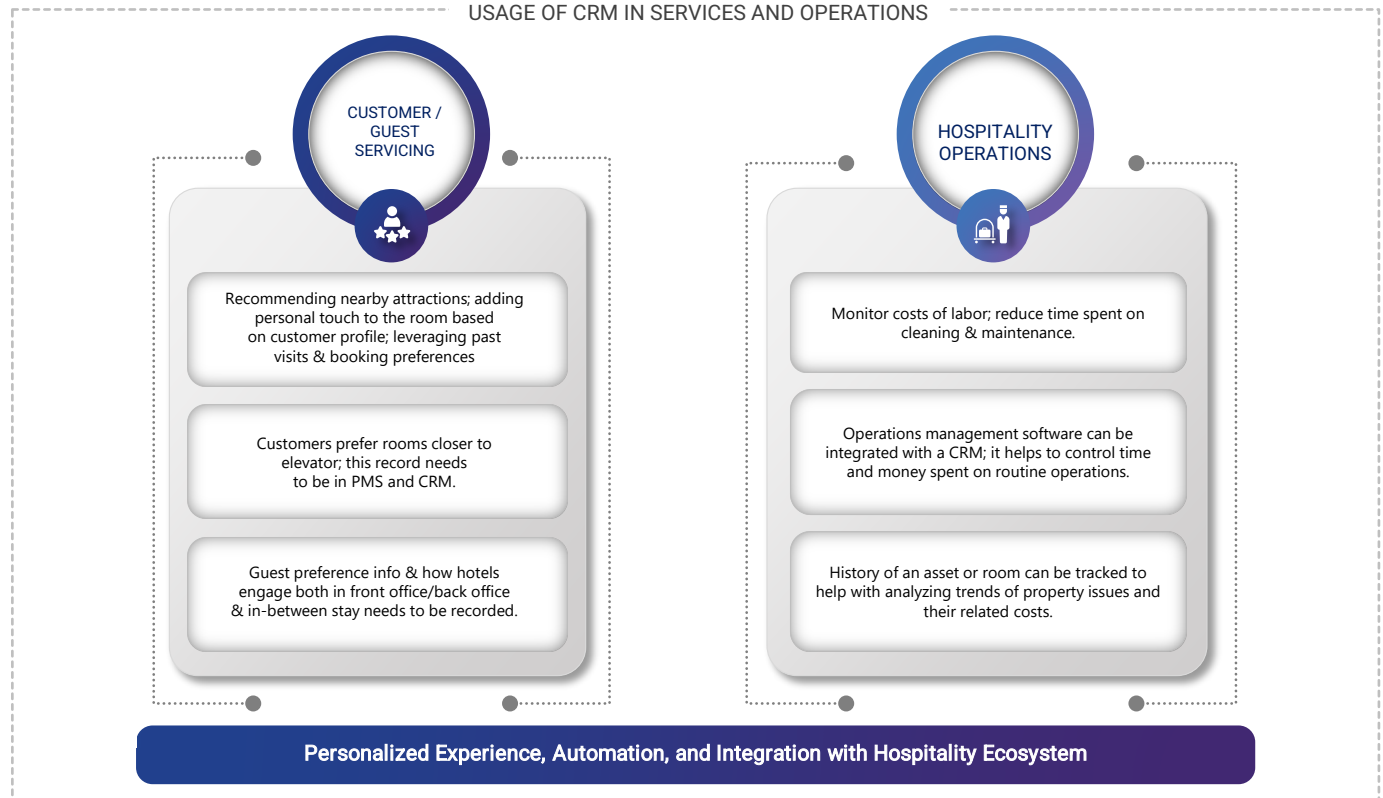 USAGE OF CRM IN SERVICES AND OPERATIONS
CUSTOMER /
GUEST
SERVICING
Recommending nearby attractions; adding
personal touch to the room based
on customer profile; leveraging past
visits & booking preferences
Customers prefer rooms closer to
elevator; this record needs
to be in PMS and CRM.
Guest preference info & how hotels
engage both in front office/back office
& in-between stay needs to be recorded.
HOSPITALITY
OPERATIONS
Monitor costs of labor; reduce time spent on
cleaning & maintenance.
Operations management software can be
integrated with a CRM; it helps to control time
and money spent on routine operations.
History of an asset or room can be tracked to
help with analyzing trends of property issues and
their related costs.
Personalized Experience, Automation, and Integration with Hospitality Ecosystem